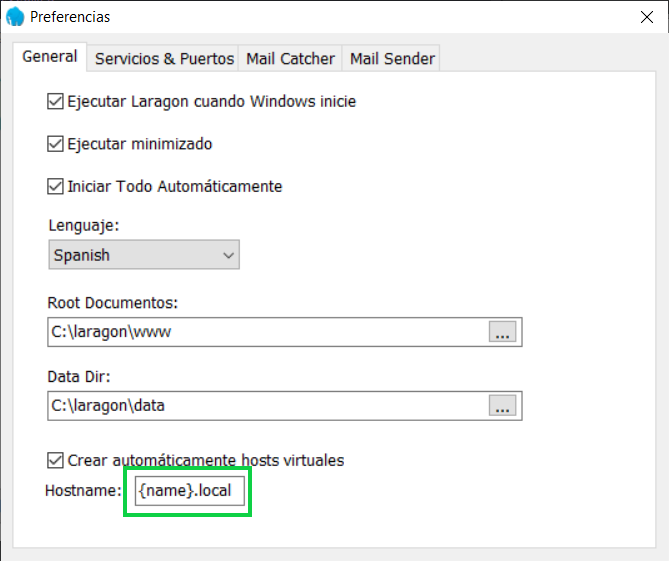 Preferencias
General
Servicios & Puertos
Mail Catcher
Mail Sender
Ejecutar Laragon cuando Windows inicie
Ejecutar minimizado
Iniciar Todo Automáticamente
Lenguaje:
Spanish
Root Documentos:
C:\laragon\www
...
Data Dir:
C:\laragon\data
...
Crear automáticamente hosts virtuales
Hostname: {name}.local